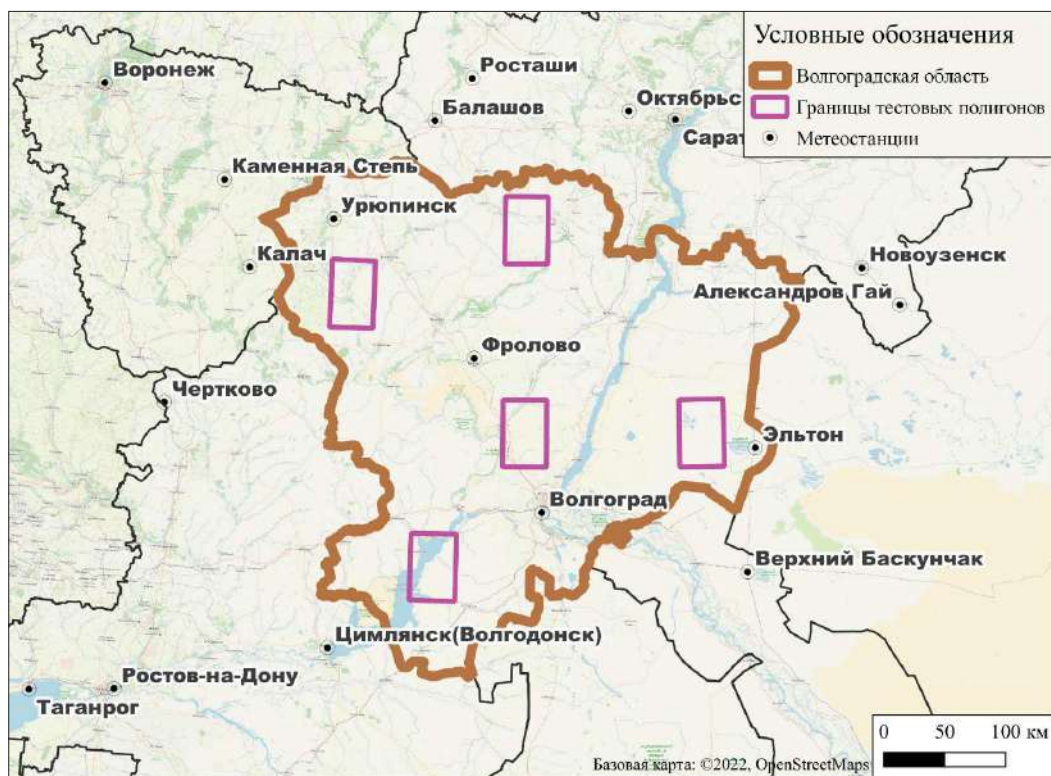 Условные обозначения
Волгоградская область
Границы тестовых полигонов
Метеостанции
Воронеж
Росташи
Балашов
Октябрьс
Сарат
Каменная Степь
Урюпинск
Калач
Новоузенск
Александров Гай
Фролово
Чертково
Эльтон
Волгоград
Верхний Баскунчак
Цимлянск(Волгодонск)
Ростов-на-Дону
Таганрог
0 50 100 км
Базовая карта: ©2022, OpenStreetMaps